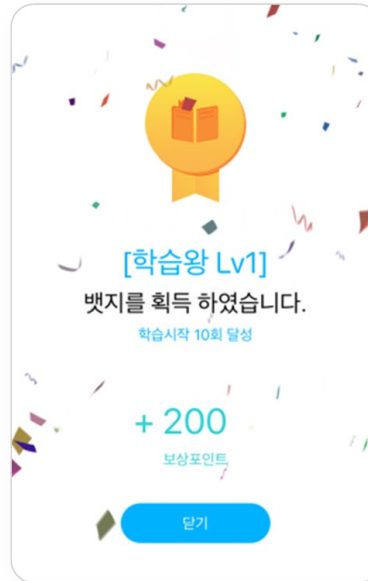 [학습왕 Lv1]
뱃지를 획득 하였습니다.
학습시작 10회 달성
+ 200
보상포인트
닫기